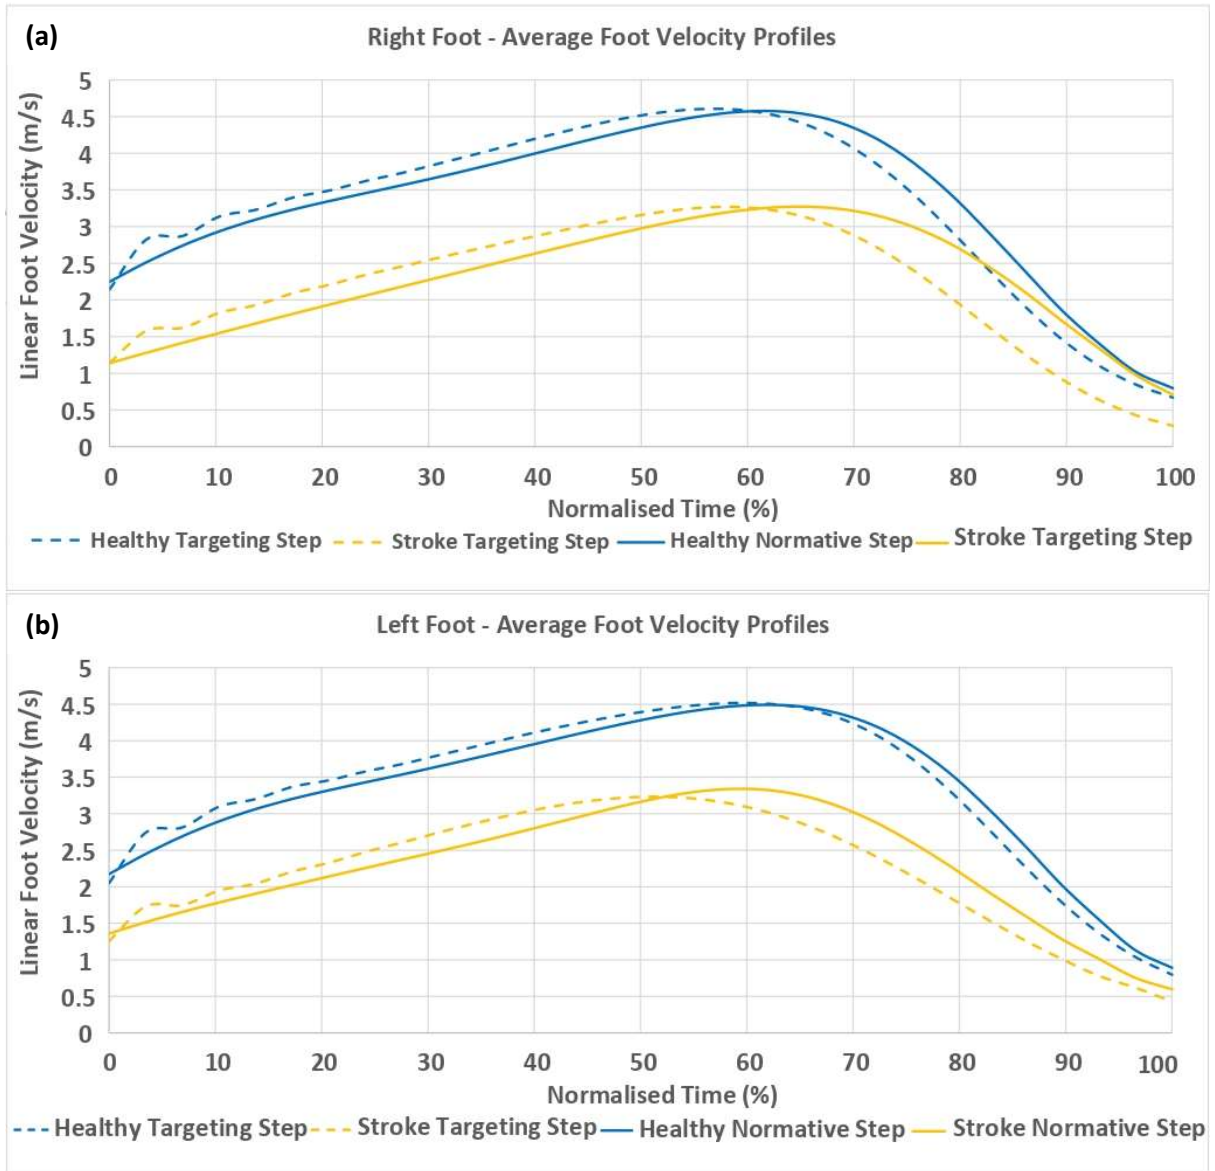 (a)
Right Foot - Average Foot Velocity Profiles
Linear Foot Velocity (m/s)
5
4.5
4
3.5
3
2.5
2
1.5
1
0.5
0
0 10 20 30 40 50 60 70 80 90 100
Normalised Time (%)
Healthy Targeting Step Stroke Targeting Step Healthy Normative Step Stroke Targeting Step
(b)
Left Foot - Average Foot Velocity Profiles
Linear Foot Velocity (m/s)
5
4.5
4
3.5
3
2.5
2
1.5
1
0.5
0
0 10 20 30 40 50 60 70 80 90 100
Normalised Time (%)
Healthy Targeting Step Stroke Targeting Step Healthy Normative Step Stroke Normative Step